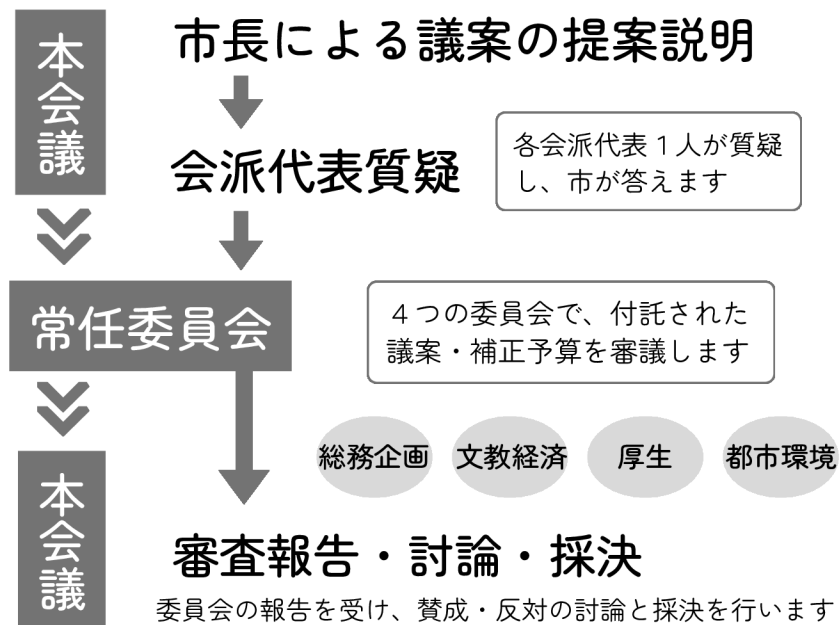 本会議
市長による議案の提案説明
会派代表質疑
各会派代表1人が質疑
し、市が答えます
常任委員会
4つの委員会で、付託された
議案・補正予算を審議します
総務企画
文教経済
厚生
都市環境
本会議
審査報告・討論・採決
委員会の報告を受け、賛成・反対の討論と採決を行います